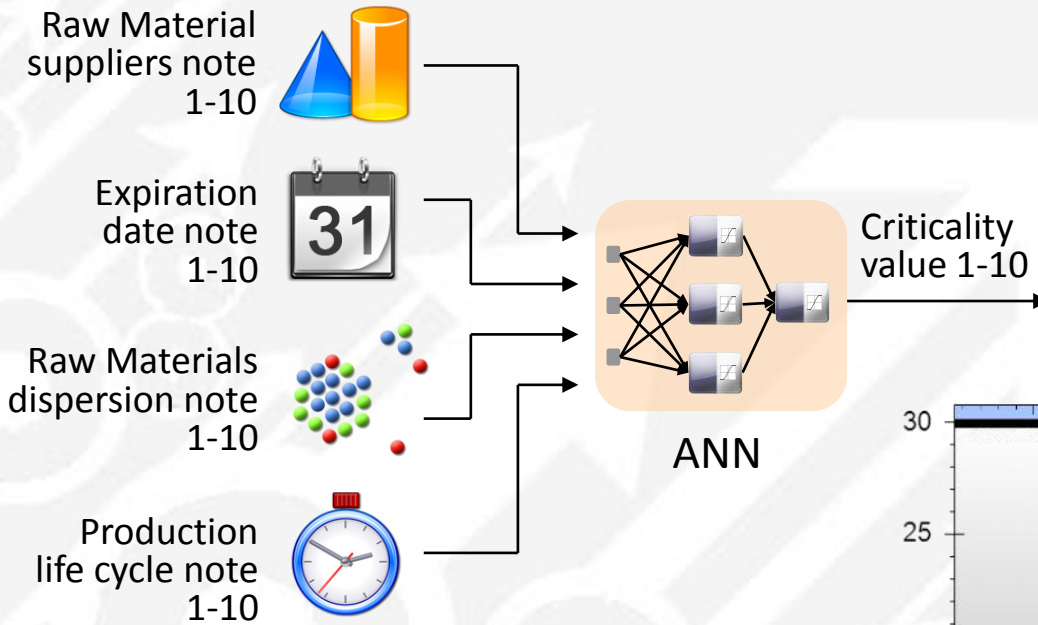 Raw Material
suppliers note
1-10
31
Expiration
date note
1-10
Raw Materials
dispersion note
1-10
Production
life cycle note
1-10
ANN
Criticality
value 1-10
30
25